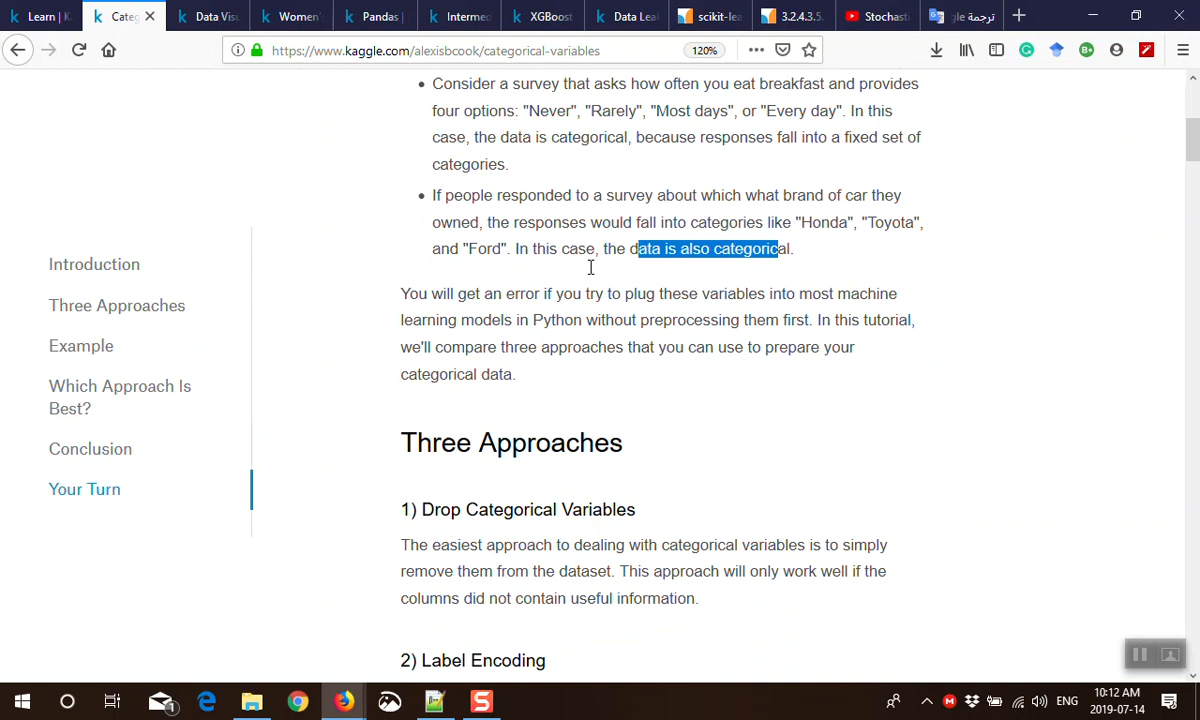 Learn | K
Categ
Data Visu
Women'
Pandas |
Intermed
XGBoost
Data Leak
scikit-lea
3.2.4.3.5.
Stochasti
ترجمة gle
https://www.kaggle.com/alexisbcook/categorical-variables
120%
• Consider a survey that asks how often you eat breakfast and provides
four options: "Never", "Rarely", "Most days", or "Every day". In this
case, the data is categorical, because responses fall into a fixed set of
categories.
• If people responded to a survey about which what brand of car they
owned, the responses would fall into categories like "Honda", "Toyota",
and "Ford". In this case, the data is also categorical.
Introduction
Three Approaches
Example
Which Approach Is
Best?
Conclusion
Your Turn
You will get an error if you try to plug these variables into most machine
learning models in Python without preprocessing them first. In this tutorial,
we'll compare three approaches that you can use to prepare your
categorical data.
Three Approaches
1) Drop Categorical Variables
The easiest approach to dealing with categorical variables is to simply
remove them from the dataset. This approach will only work well if the
columns did not contain useful information.
2) Label Encoding
ENG
10:12 AM
2019-07-14